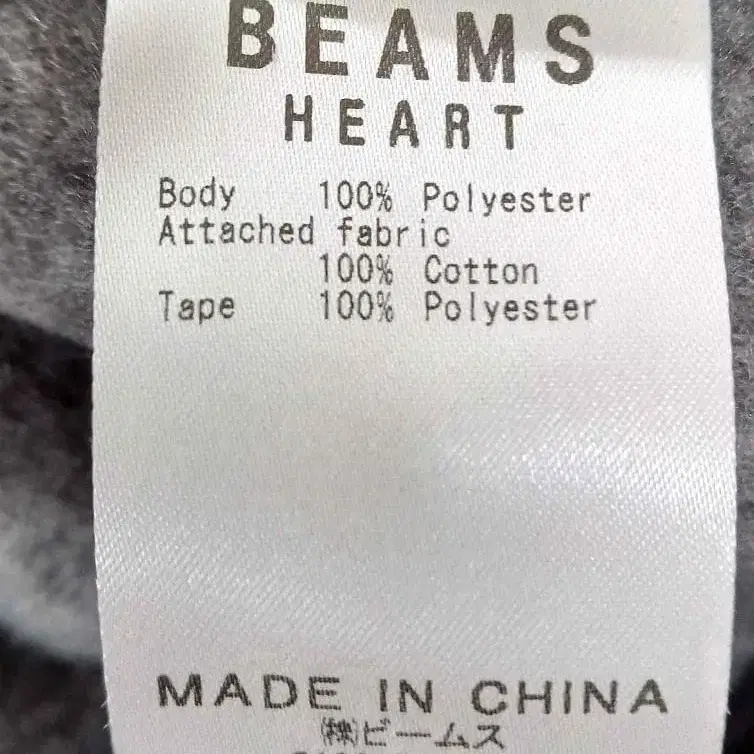 BEAMS
HEART
Body 100% Polyester
Attached fabric
100% Cotton
Tape 100% Polyester
MADE IN CHINA
㈱ビームス